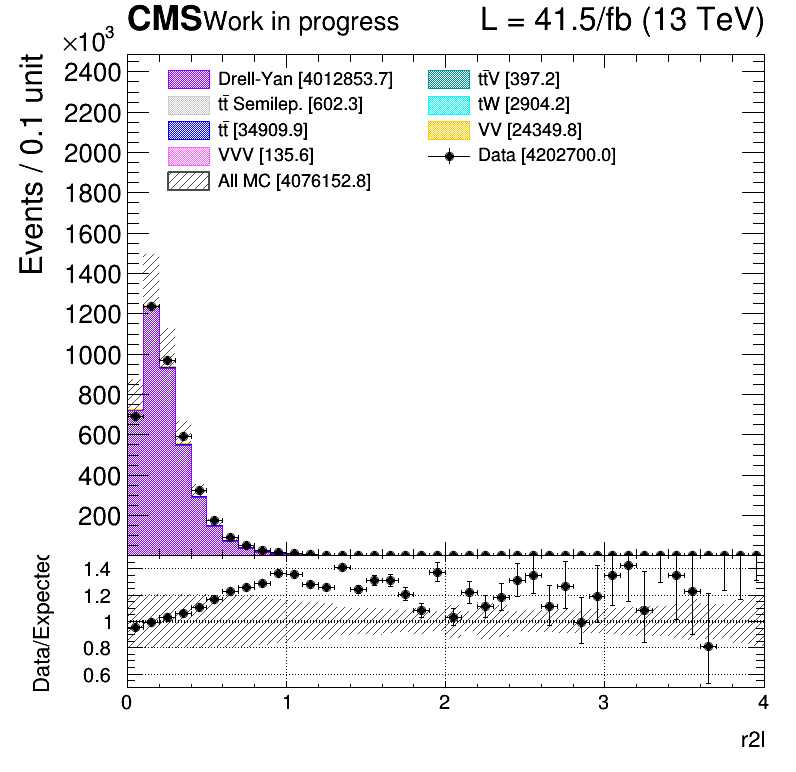 CMS Work in progress L = 41.5/fb (13 TeV)
×10³
Events / 0.1 unit
2400
2200
2000
1800
1600
1400
1200
1000
800
600
400
200
Drell-Yan [4012853.7]
tt̄ Semilep. [602.3]
tt̄ [34909.9]
VVV [135.6]
All MC [4076152.8]
tt̄V [397.2]
tW [2904.2]
VV [24349.8]
Data [4202700.0]
Data/Expected
1.4
1.2
1
0.8
0.6
0 1 2 3 4
r2l